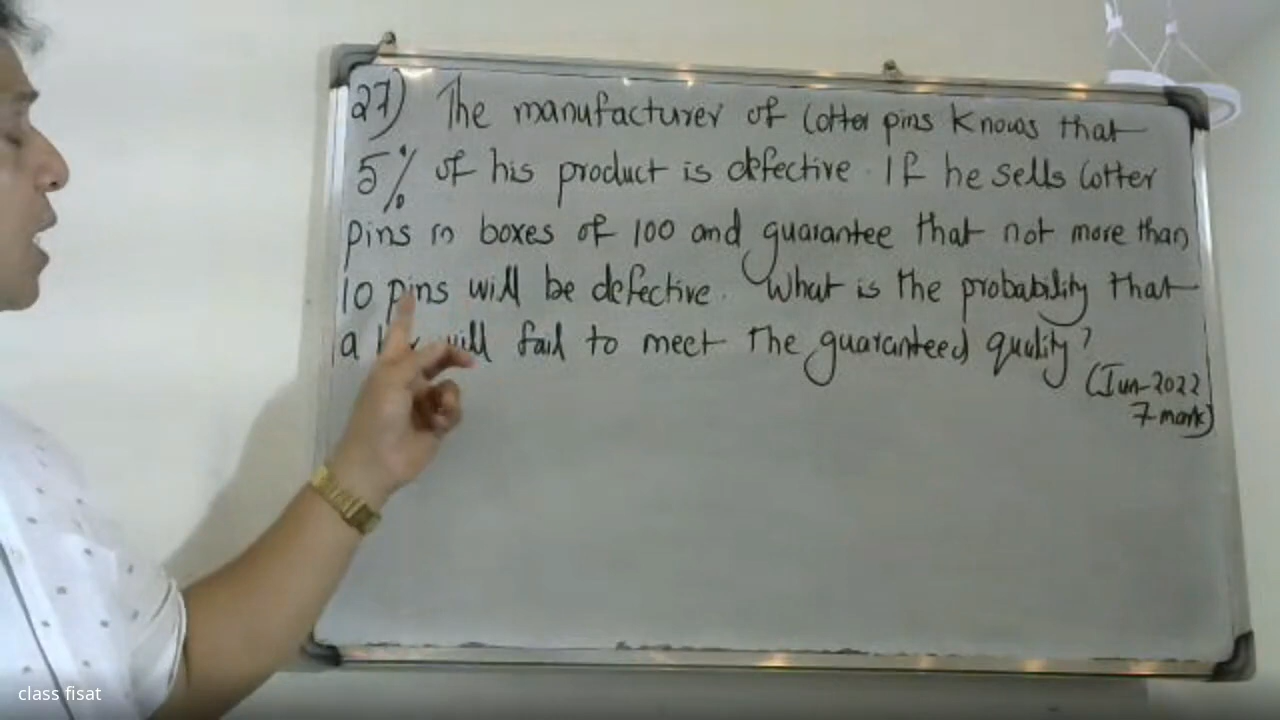 27) The manufacturer of Cotter pins knows that
5% of his product is defective. If he sells Cotter
pins in boxes of 100 and guarantee that not more than
10 pins will be defective. What is the probability that
a will fail to meet the guaranteed quality?
(Jun-2022
7 mark)
class fisat